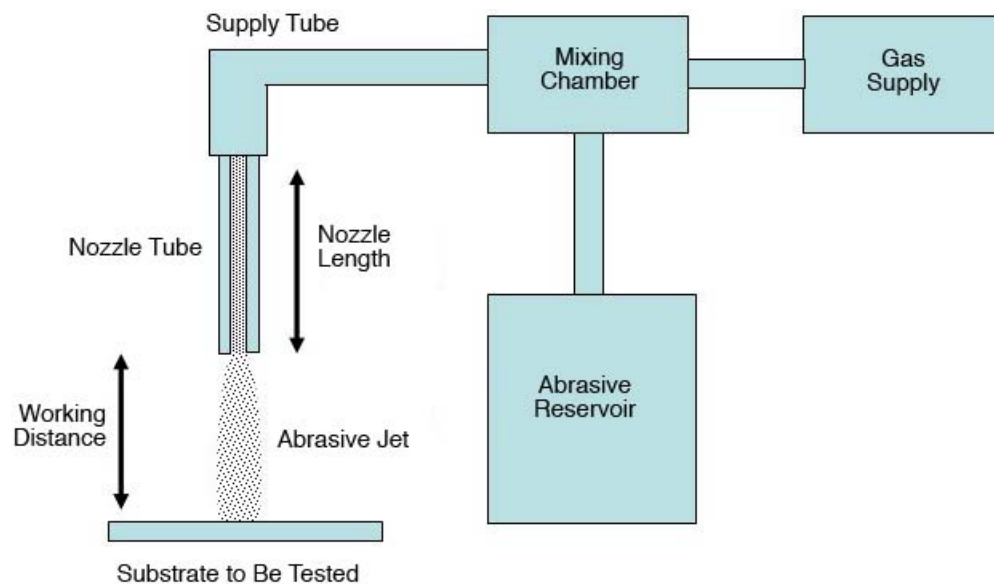 Supply Tube
Mixing
Chamber
Gas
Supply
Nozzle Tube
Nozzle
Length
Abrasive
Reservoir
Working
Distance
Abrasive Jet
Substrate to Be Tested